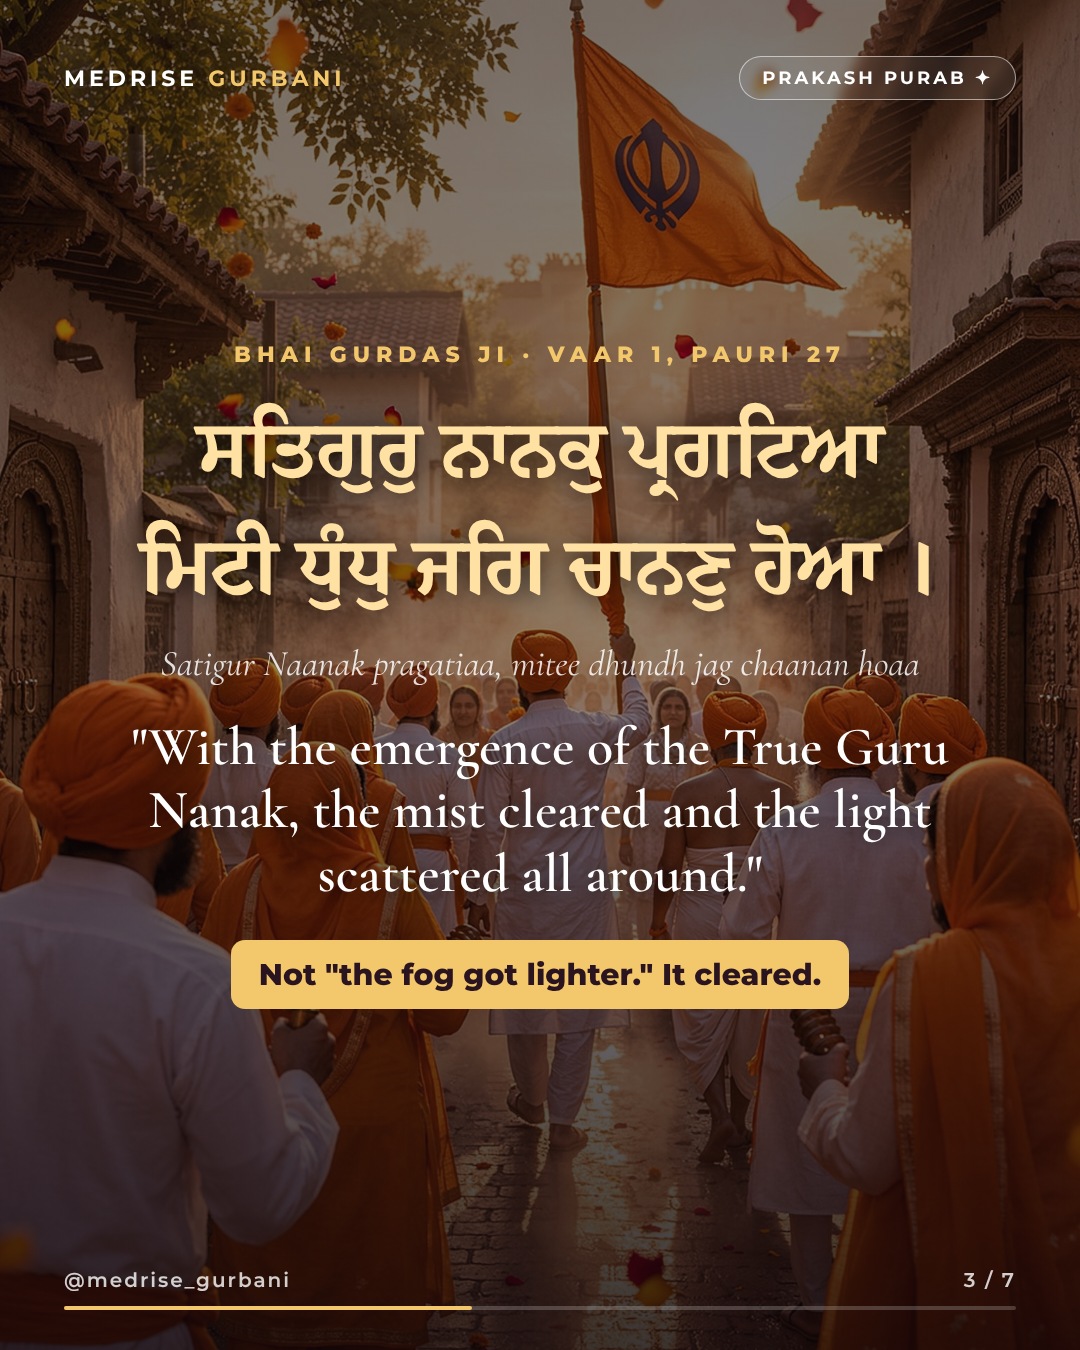 MEDRISE GURBANI
PRAKASH PURAB ✦
BHAI GURDAS JI · VAAR 1, PAURI 27
ਸਤਿਗੁਰੁ ਨਾਨਕੁ ਪ੍ਰਗਟਿਆ
ਮਿਟੀ ਧੁੰਧੁ ਜਗਿ ਚਾਨਣੁ ਹੋਆ ।
Satigur Naanak pragatiaa, mitee dhundh jag chaanan hoaa
"With the emergence of the True Guru
Nanak, the mist cleared and the light
scattered all around."
Not "the fog got lighter." It cleared.
@medrise_gurbani
3 / 7